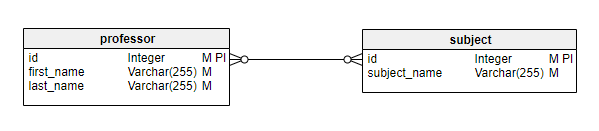 professor
id Integer M PI
first_name Varchar(255) M
last_name Varchar(255) M
subject
id Integer M PI
subject_name Varchar(255) M